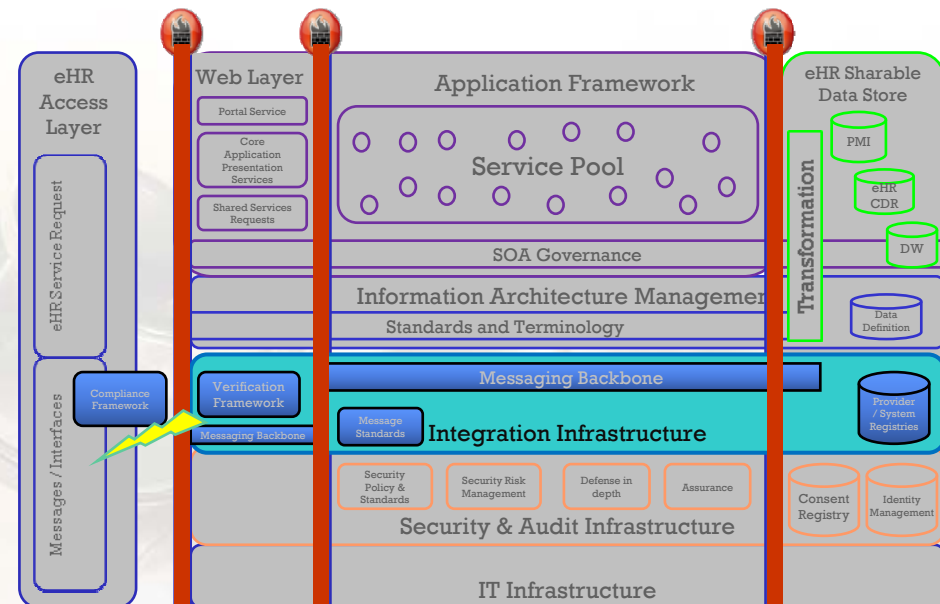 eHR
Access
Layer
eHR Service Request
Messages / Interfaces
Compliance
Framework
Web Layer
Portal Service
Core
Application
Presentation
Services
Shared Services
Requests
Application Framework
Service Pool
SOA Governance
Information Architecture Managemen
Standards and Terminology
eHR Sharable
Data Store
PMI
eHR
CDR
DW
Transformation
Data
Definition
Verification
Framework
Messaging Backbone
Messaging Backbone
Message
Standards
Integration Infrastructure
Provider
/ System
Registries
Security
Policy &
Standards
Security Risk
Management
Defense in
depth
Assurance
Security & Audit Infrastructure
Consent
Registry
Identity
Management
IT Infrastructure